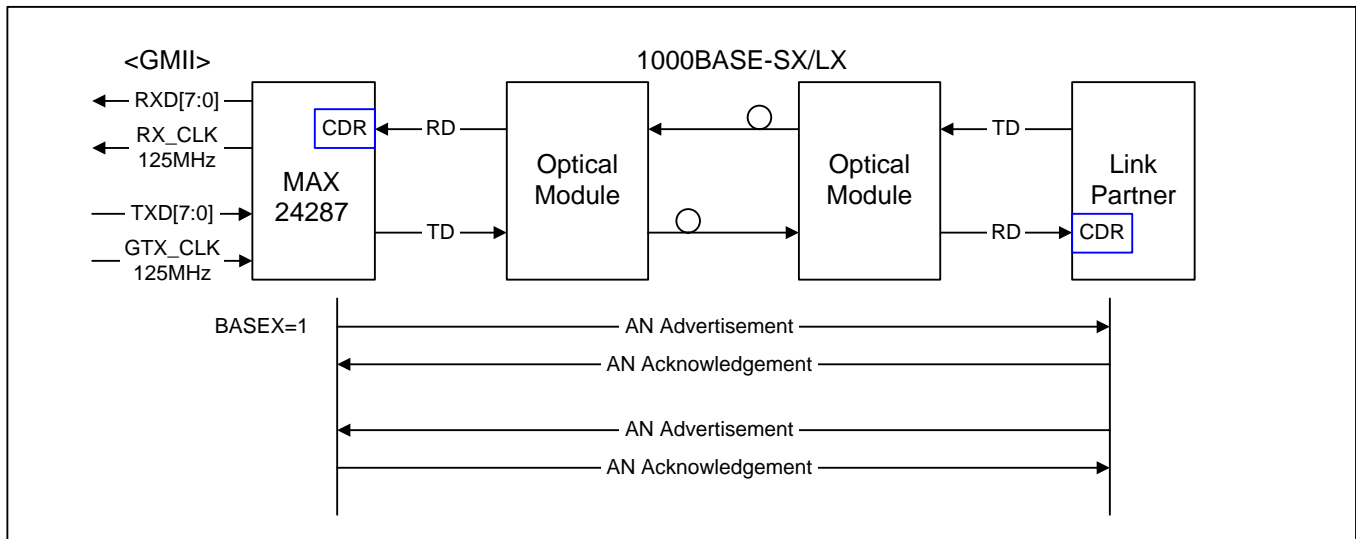 <GMII>
1000BASE-SX/LX
RXD[7:0]
RX_CLK
125MHz
TXD[7:0]
GTX_CLK
125MHz
CDR
MAX
24287
RD
TD
Optical
Module
Optical
Module
TD
RD
Link
Partner
CDR
BASEX=1
AN Advertisement
AN Acknowledgement
AN Advertisement
AN Acknowledgement